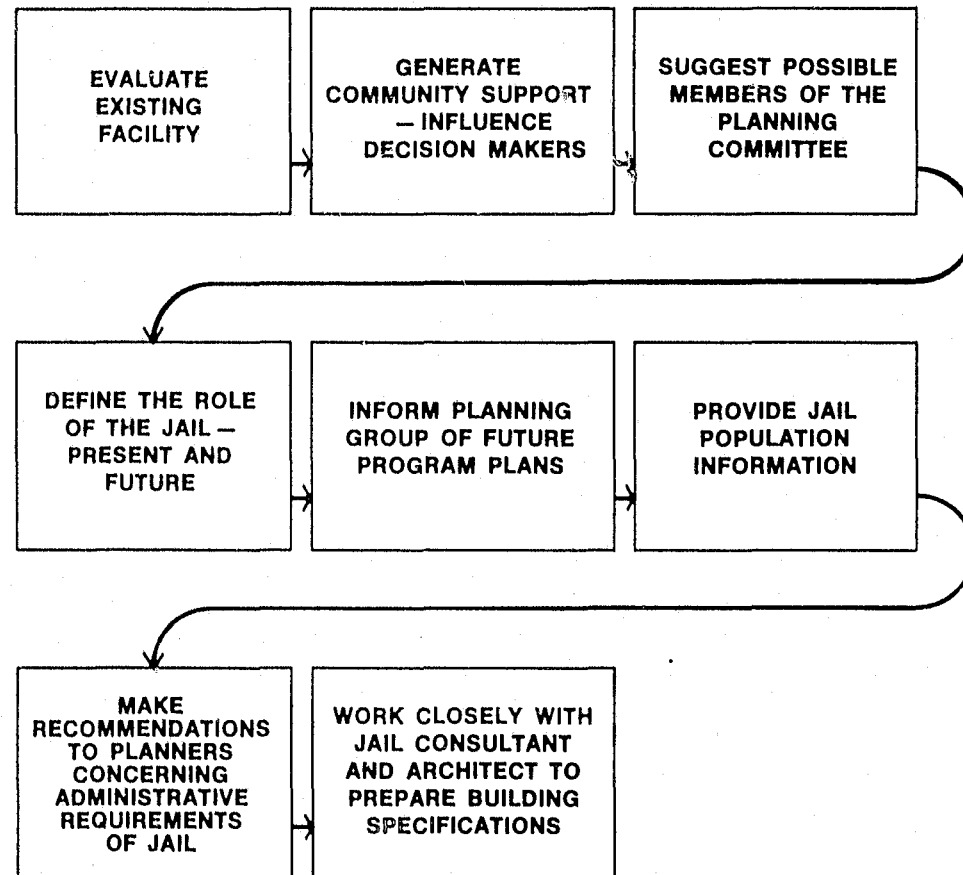 EVALUATE
EXISTING
FACILITY
GENERATE
COMMUNITY SUPPORT
— INFLUENCE
DECISION MAKERS
SUGGEST POSSIBLE
MEMBERS OF THE
PLANNING
COMMITTEE
DEFINE THE ROLE
OF THE JAIL —
PRESENT AND
FUTURE
INFORM PLANNING
GROUP OF FUTURE
PROGRAM PLANS
PROVIDE JAIL
POPULATION
INFORMATION
MAKE
RECOMMENDATIONS
TO PLANNERS
CONCERNING
ADMINISTRATIVE
REQUIREMENTS
OF JAIL
WORK CLOSELY WITH
JAIL CONSULTANT
AND ARCHITECT TO
PREPARE BUILDING
SPECIFICATIONS